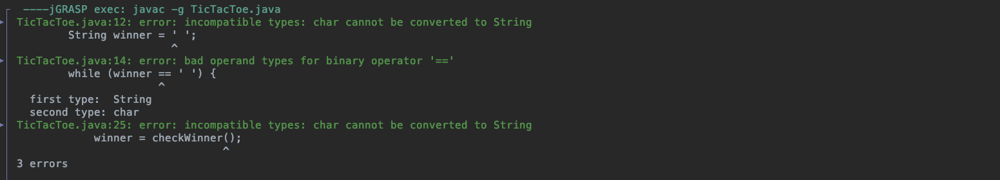 ----jGRASP exec: javac -g TicTacToe.java
TicTacToe.java:12: error: incompatible types: char cannot be converted to String
        String winner = ' ';
                        ^
TicTacToe.java:14: error: bad operand types for binary operator '=='
        while (winner == ' ') {
                      ^
  first type:  String
  second type: char
TicTacToe.java:25: error: incompatible types: char cannot be converted to String
            winner = checkWinner();
                                ^
3 errors